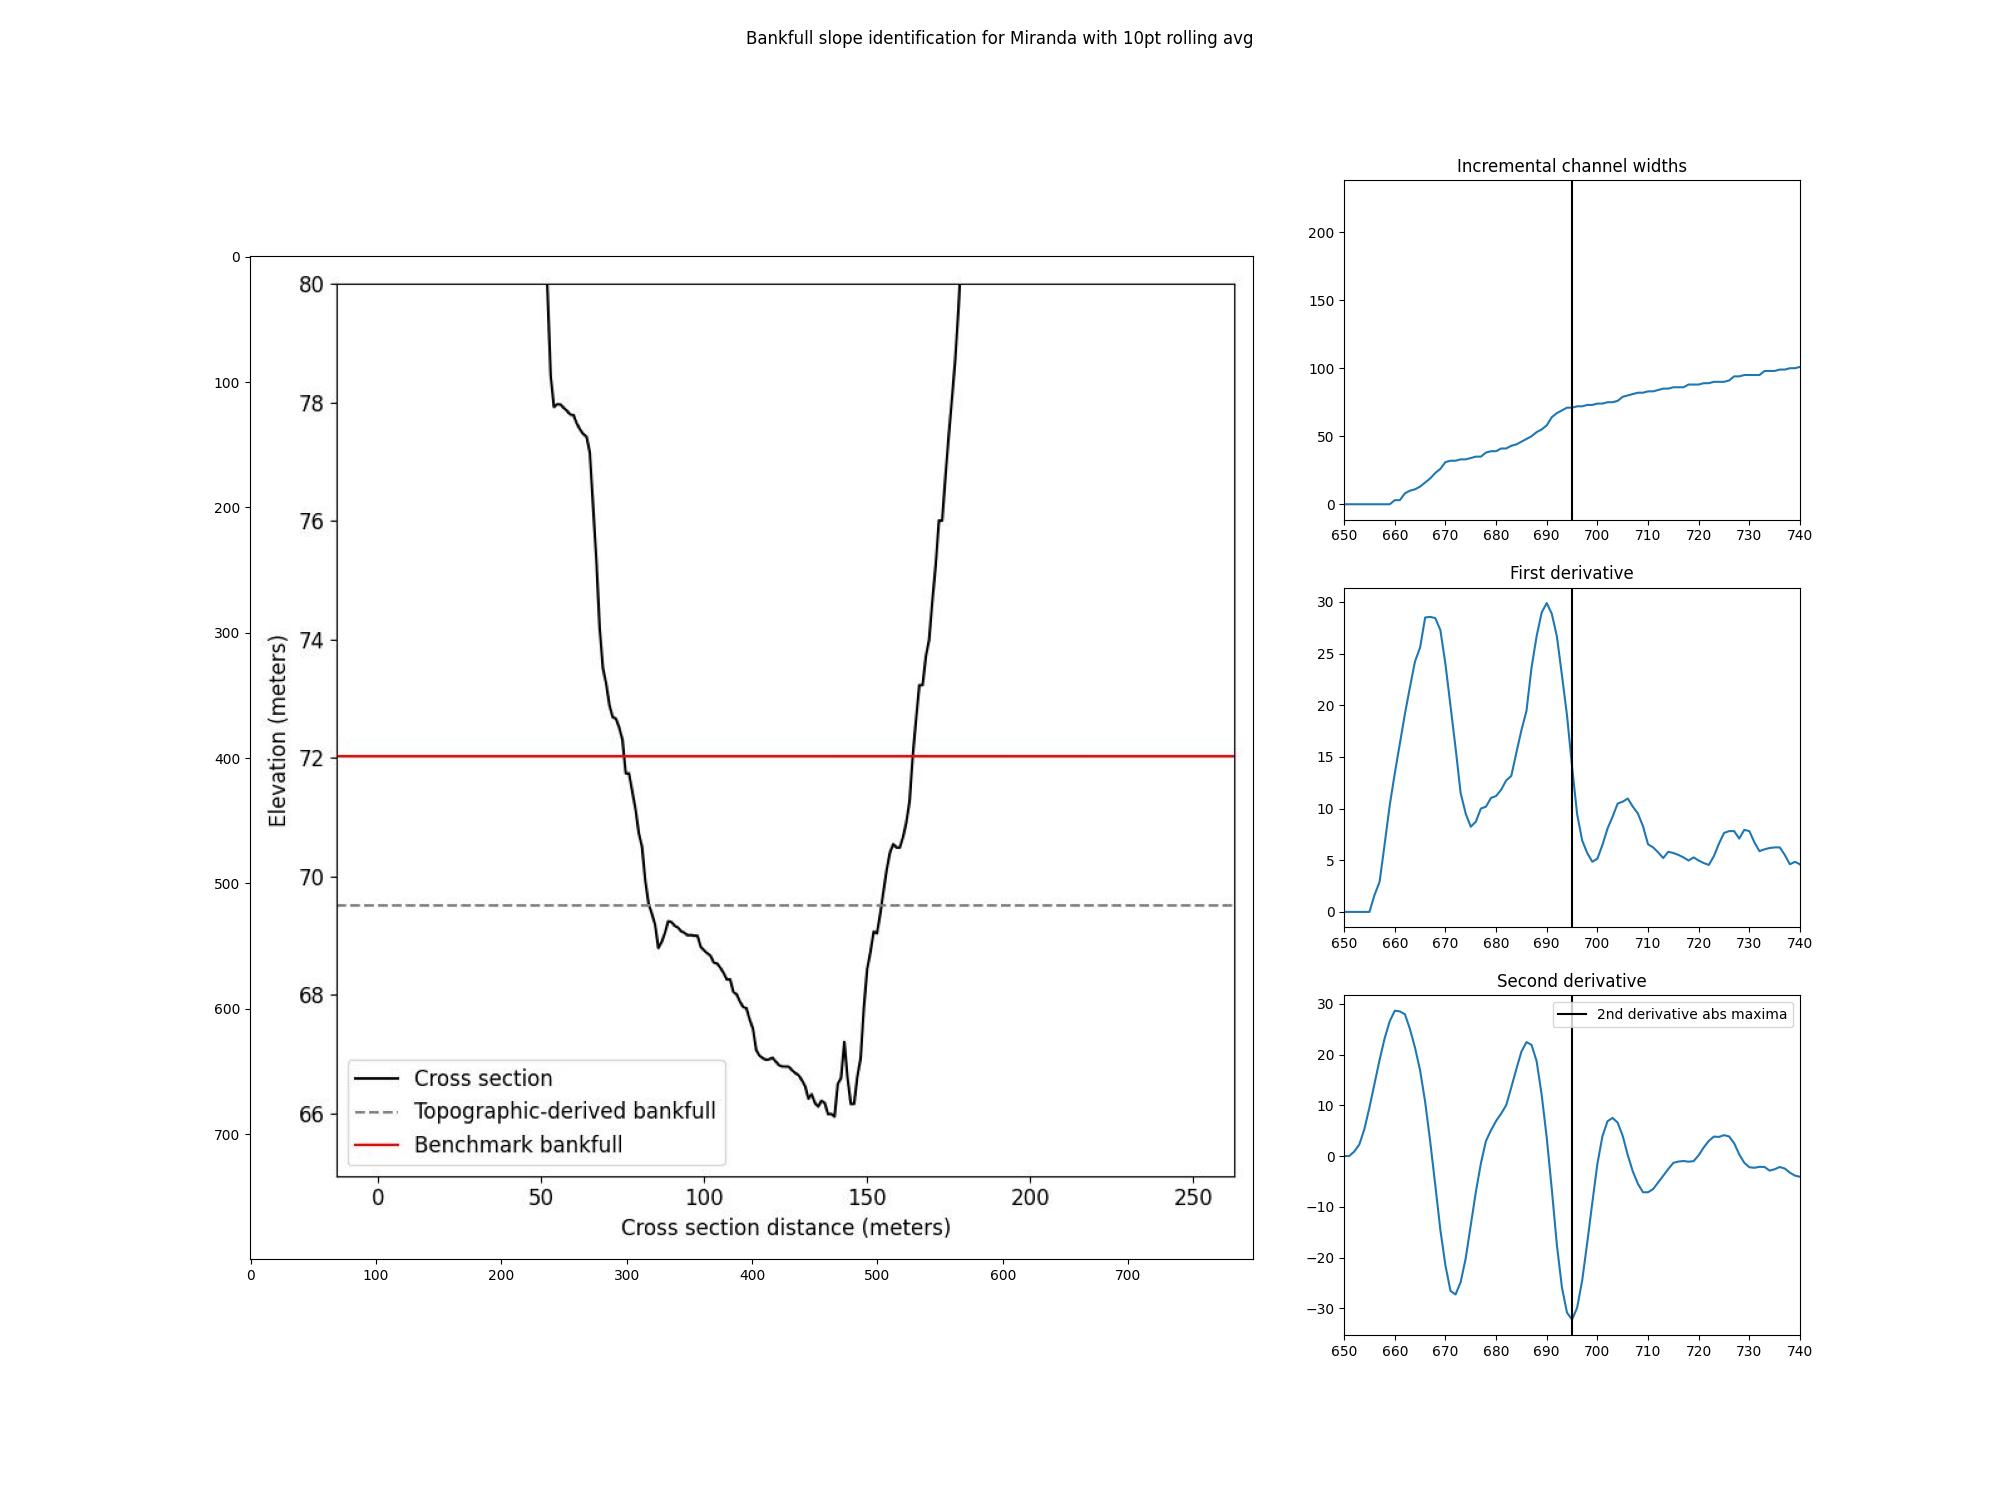 Bankfull slope identification for Miranda with 10pt rolling avg
0
100
200
300
400
500
600
700
0 100 200 300 400 500 600 700
80
78
76
74
72
70
68
66
Elevation (meters)
Cross section
Topographic-derived bankfull
Benchmark bankfull
0 50 100 150 200 250
Cross section distance (meters)
Incremental channel widths
200
150
100
50
0
650 660 670 680 690 700 710 720 730 740
First derivative
30
25
20
15
10
5
0
650 660 670 680 690 700 710 720 730 740
Second derivative
2nd derivative abs maxima
30
20
10
0
−10
−20
−30
650 660 670 680 690 700 710 720 730 740